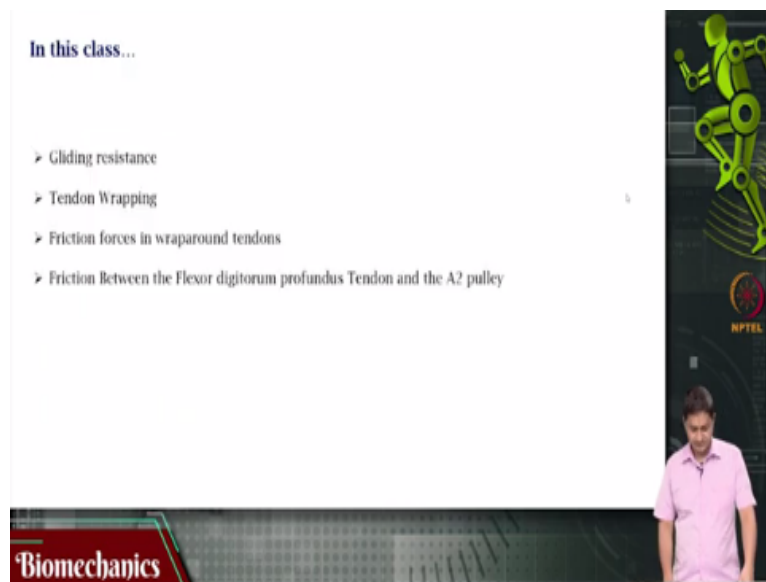 In this class...
➤ Gliding resistance
➤ Tendon Wrapping
➤ Friction forces in wraparound tendons
➤ Friction Between the Flexor digitorum profundus Tendon and the A2 pulley
NPTEL
Biomechanics